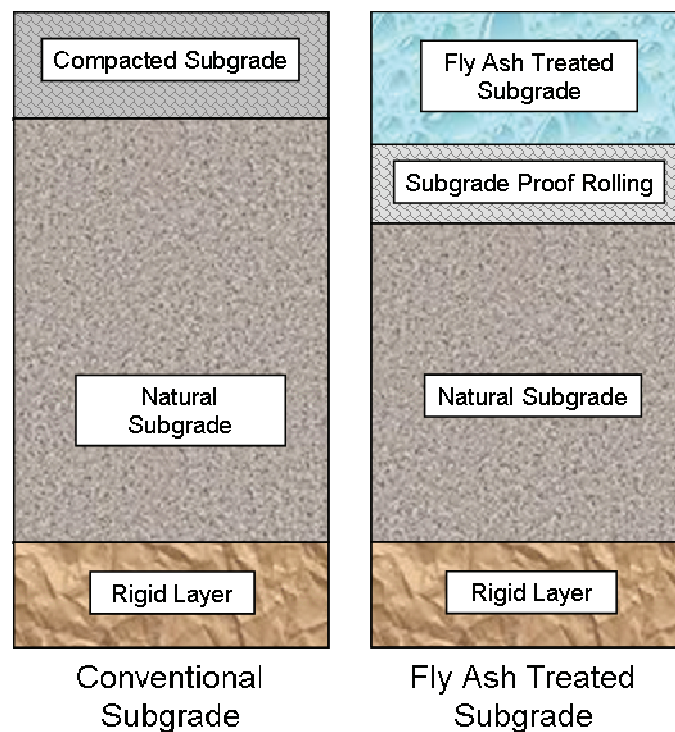 Compacted Subgrade
Natural
Subgrade
Rigid Layer
Conventional
Subgrade
Fly Ash Treated
Subgrade
Subgrade Proof Rolling
Natural Subgrade
Rigid Layer
Fly Ash Treated
Subgrade